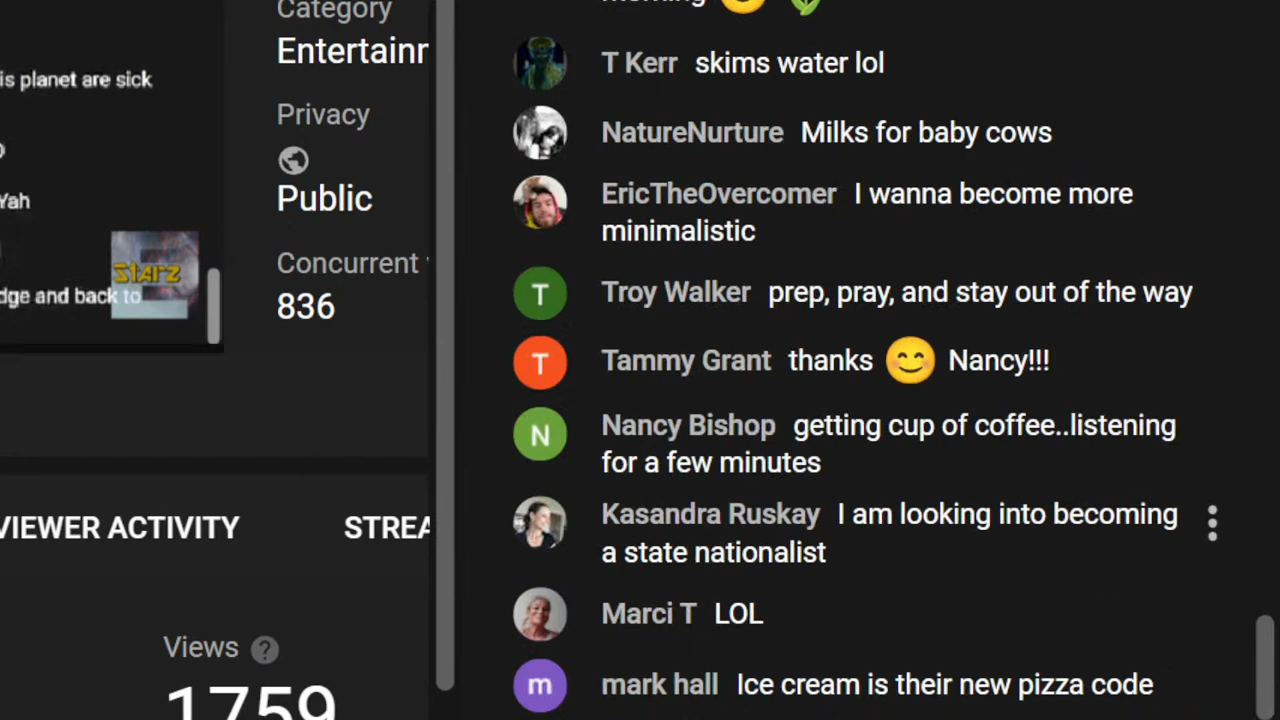 Category
Entertainm
is planet are sick
Privacy
Public
Yah
Concurrent
Starz
dge and back to
836
VIEWER ACTIVITY
STREA
Views ?
1759
morning 😊 🌿
T Kerr skims water lol
NatureNurture Milks for baby cows
EricTheOvercomer I wanna become more
minimalistic
T Troy Walker prep, pray, and stay out of the way
T Tammy Grant thanks 😊 Nancy!!!
N Nancy Bishop getting cup of coffee..listening
for a few minutes
Kasandra Ruskay I am looking into becoming
a state nationalist
Marci T LOL
m mark hall Ice cream is their new pizza code